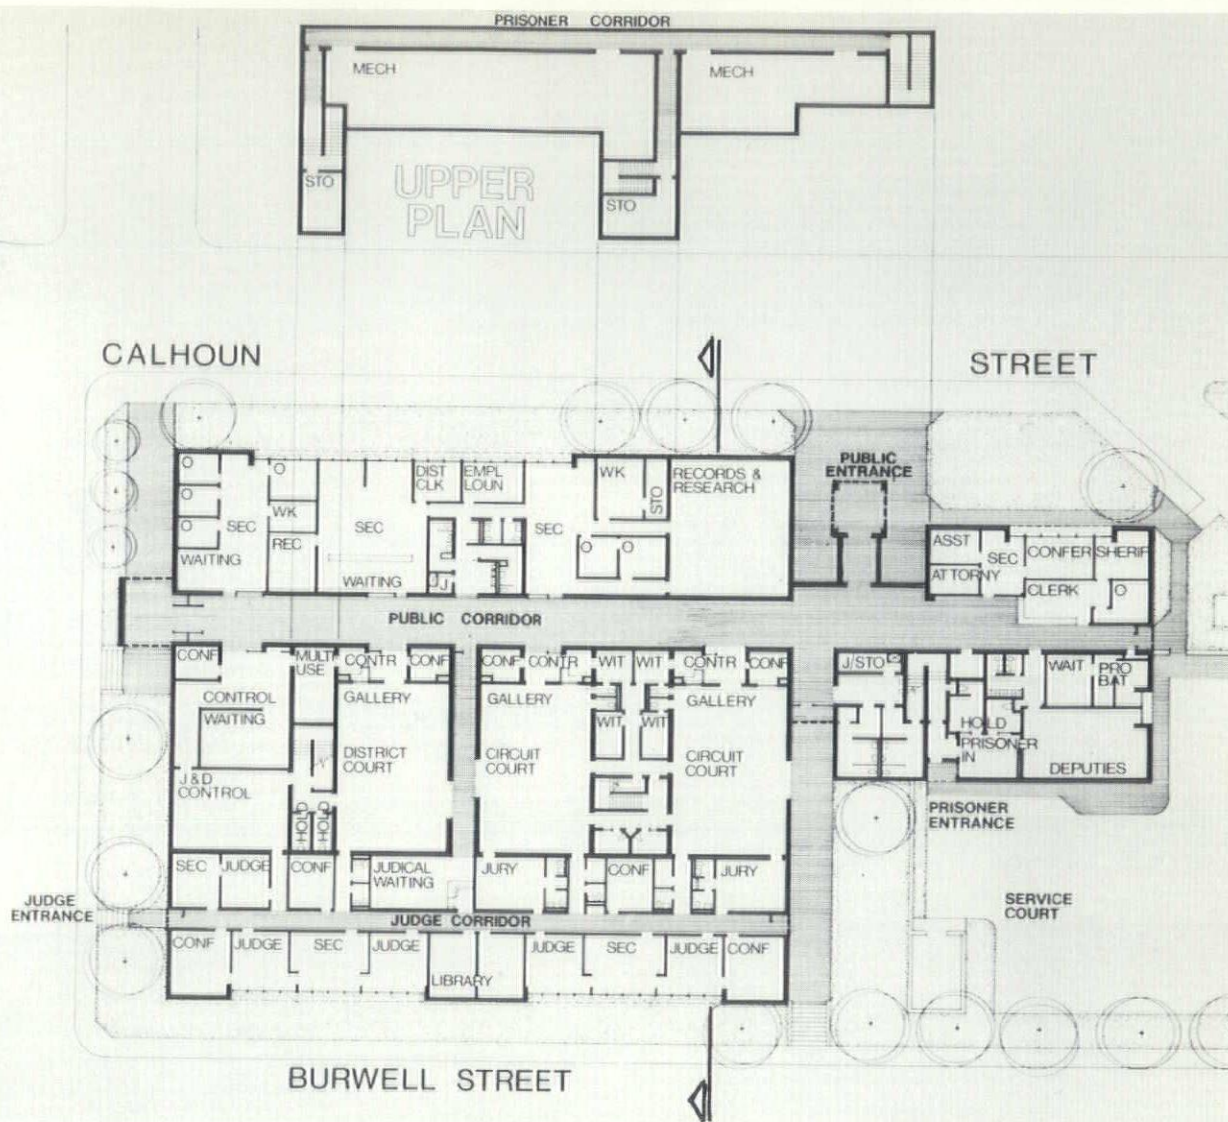 PRISONER CORRIDOR
MECH
MECH
STO
STO
UPPER
PLAN
CALHOUN STREET
PUBLIC
ENTRANCE
O
O
O
O
SEC
WAITING
WK
REC
SEC
WAITING
DIST
CLK
EMPL
LOUN
J
SEC
WK
STO
O
O
RECORDS &
RESEARCH
ASST
ATTORNY
SEC
CONFER
SHERIF
CLERK
O
PUBLIC CORRIDOR
CONF
CONTROL
WAITING
J & D
CONTROL
MULTI
USE
CONTR
CONF
GALLERY
DISTRICT
COURT
HOLD
HOLD
CONF
CONTR
GALLERY
CIRCUIT
COURT
WIT
WIT
WIT
WIT
CONTR
CONF
GALLERY
CIRCUIT
COURT
J/STO
HOLD
PRISONER
IN
WAIT
PRO
BAT
DEPUTIES
PRISONER
ENTRANCE
SERVICE
COURT
SEC
JUDGE
CONF
JUDICAL
WAITING
JURY
CONF
JURY
JUDGE
ENTRANCE
JUDGE CORRIDOR
CONF
JUDGE
SEC
JUDGE
LIBRARY
JUDGE
SEC
JUDGE
CONF
BURWELL STREET